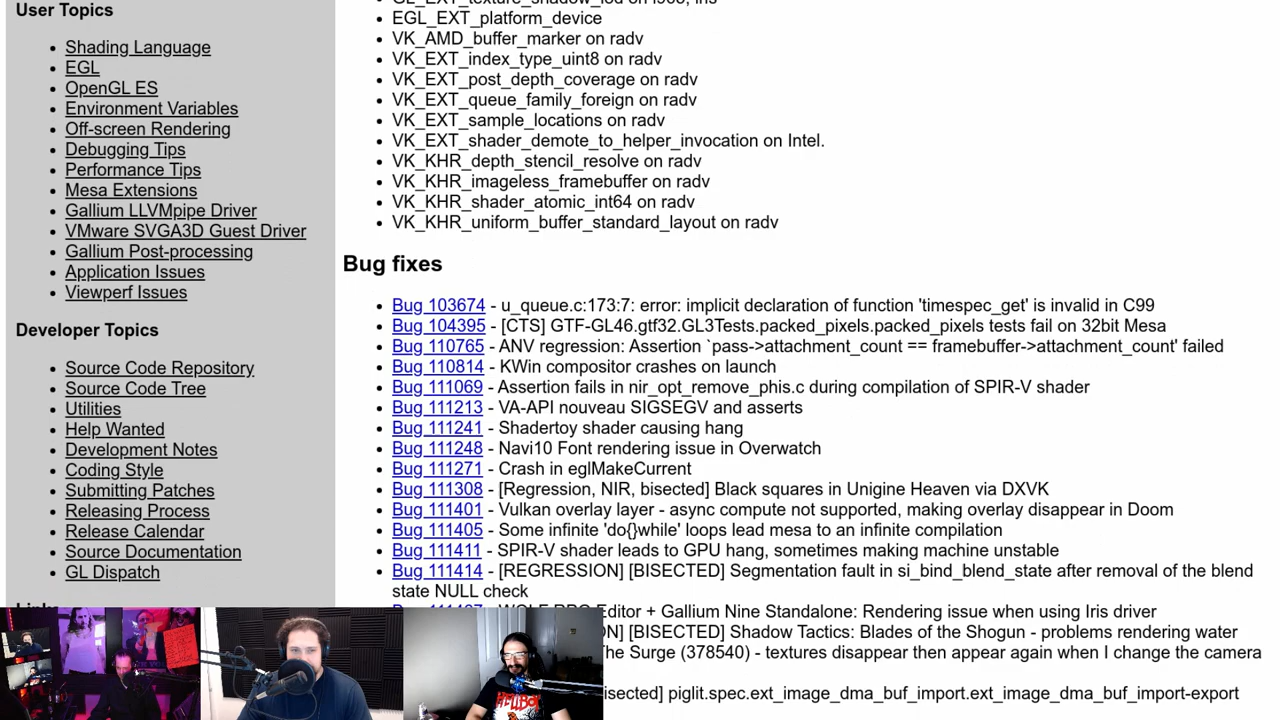 User Topics
Shading Language
EGL
OpenGL ES
Environment Variables
Off-screen Rendering
Debugging Tips
Performance Tips
Mesa Extensions
Gallium LLVMpipe Driver
VMware SVGA3D Guest Driver
Gallium Post-processing
Application Issues
Viewperf Issues
Developer Topics
Source Code Repository
Source Code Tree
Utilities
Help Wanted
Development Notes
Coding Style
Submitting Patches
Releasing Process
Release Calendar
Source Documentation
GL Dispatch
GL_EXT_texture_shadow_lod on i965, iris
EGL_EXT_platform_device
VK_AMD_buffer_marker on radv
VK_EXT_index_type_uint8 on radv
VK_EXT_post_depth_coverage on radv
VK_EXT_queue_family_foreign on radv
VK_EXT_sample_locations on radv
VK_EXT_shader_demote_to_helper_invocation on Intel.
VK_KHR_depth_stencil_resolve on radv
VK_KHR_imageless_framebuffer on radv
VK_KHR_shader_atomic_int64 on radv
VK_KHR_uniform_buffer_standard_layout on radv
Bug fixes
Bug 103674 - u_queue.c:173:7: error: implicit declaration of function 'timespec_get' is invalid in C99
Bug 104395 - [CTS] GTF-GL46.gtf32.GL3Tests.packed_pixels.packed_pixels tests fail on 32bit Mesa
Bug 110765 - ANV regression: Assertion `pass->attachment_count == framebuffer->attachment_count' failed
Bug 110814 - KWin compositor crashes on launch
Bug 111069 - Assertion fails in nir_opt_remove_phis.c during compilation of SPIR-V shader
Bug 111213 - VA-API nouveau SIGSEGV and asserts
Bug 111241 - Shadertoy shader causing hang
Bug 111248 - Navi10 Font rendering issue in Overwatch
Bug 111271 - Crash in eglMakeCurrent
Bug 111308 - [Regression, NIR, bisected] Black squares in Unigine Heaven via DXVK
Bug 111401 - Vulkan overlay layer - async compute not supported, making overlay disappear in Doom
Bug 111405 - Some infinite 'do{}while' loops lead mesa to an infinite compilation
Bug 111411 - SPIR-V shader leads to GPU hang, sometimes making machine unstable
Bug 111414 - [REGRESSION] [BISECTED] Segmentation fault in si_bind_blend_state after removal of the blend
state NULL check
Editor + Gallium Nine Standalone: Rendering issue when using Iris driver
[BISECTED] Shadow Tactics: Blades of the Shogun - problems rendering water
The Surge (378540) - textures disappear then appear again when I change the camera
piglit.spec.ext_image_dma_buf_import.ext_image_dma_buf_import-export